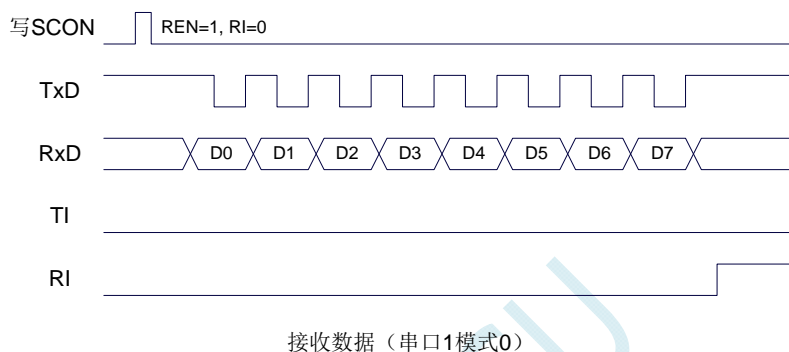 写SCON
REN=1, RI=0
TxD
RxD D0 D1 D2 D3 D4 D5 D6 D7
TI
RI
接收数据（串口1模式0）